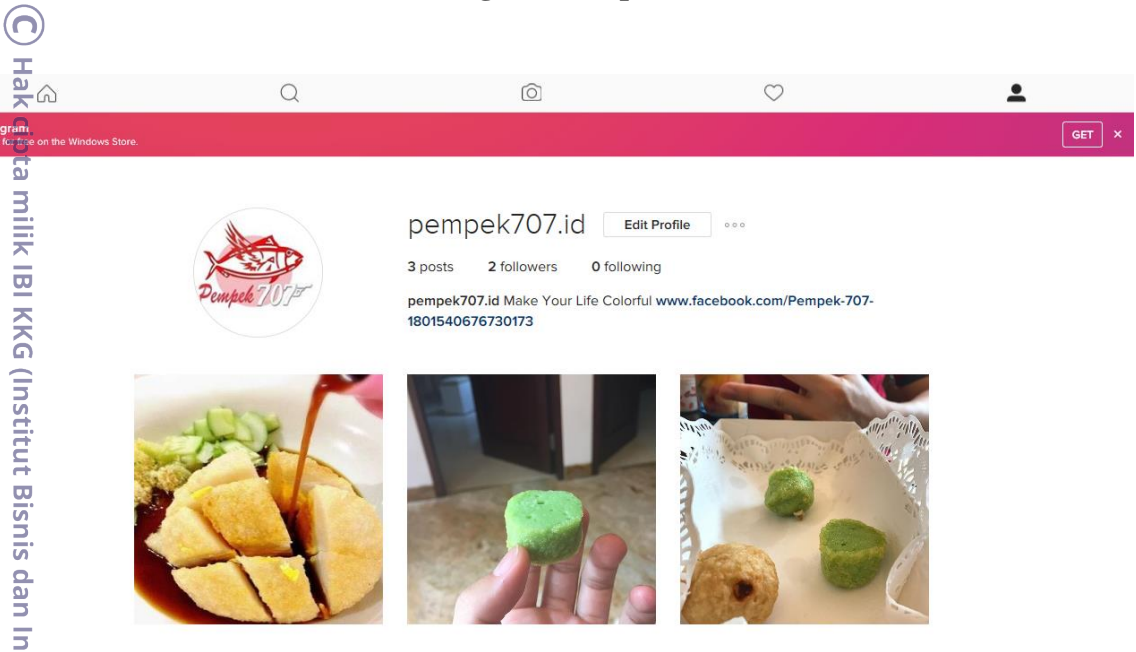 gram
for free on the Windows Store.
GET
pempek707.id
Edit Profile
3 posts 2 followers 0 following
pempek707.id Make Your Life Colorful www.facebook.com/Pempek-707-
1801540676730173
Pempek 707
© Hak cipta milik IBI KKG (Institut Bisnis dan In